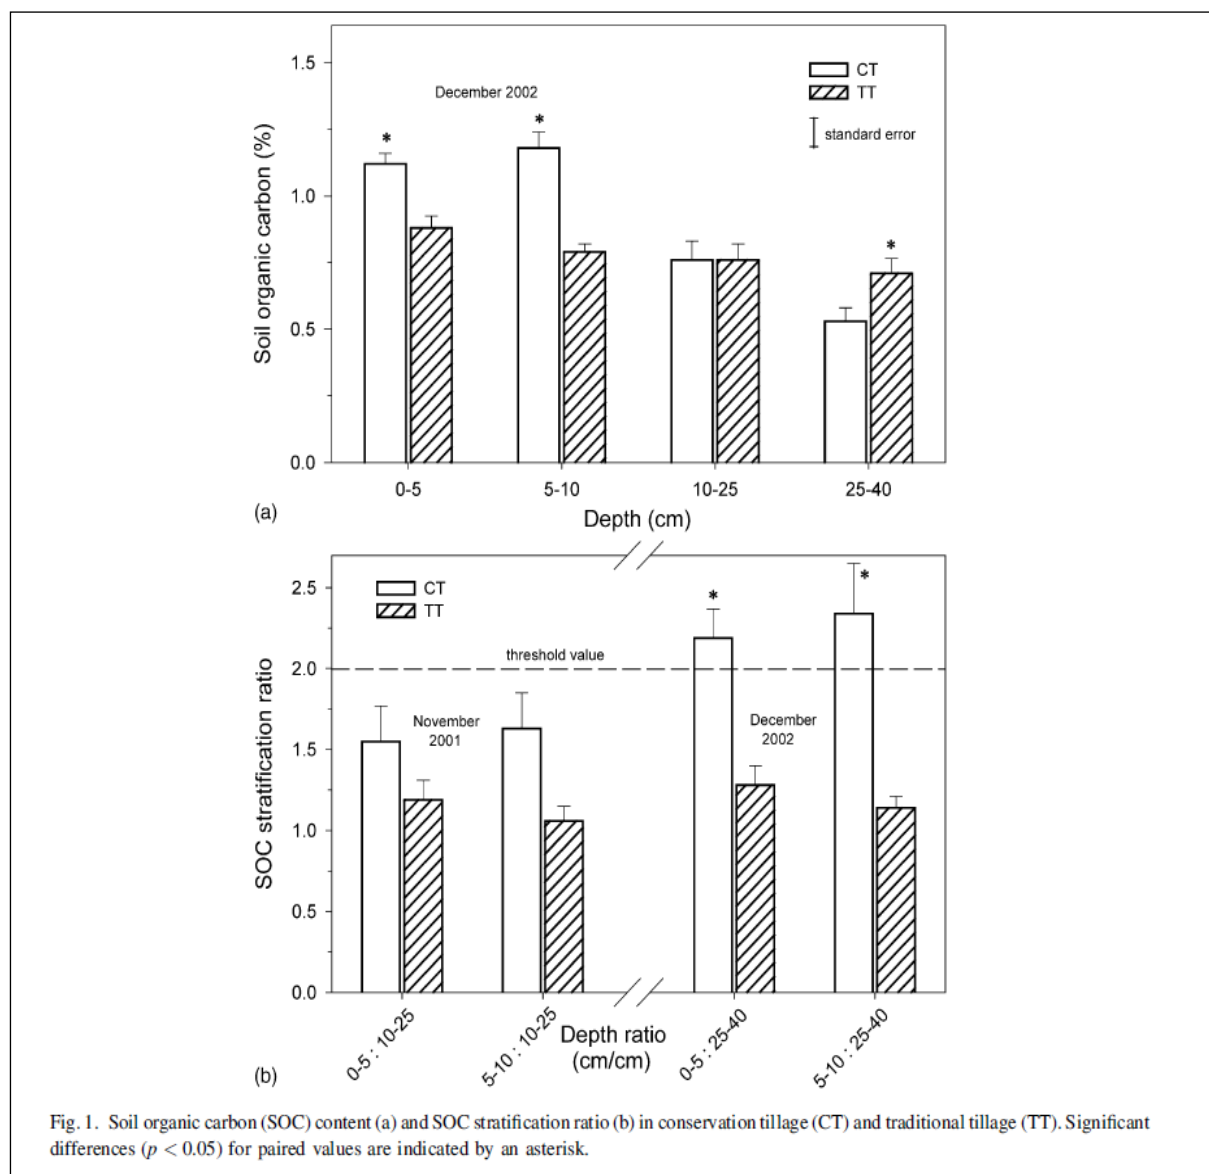 1.5
1.0
0.5
0.0
Soil organic carbon (%)
December 2002
CT
TT
standard error
*
*
*
0-5
5-10
10-25
25-40
Depth (cm)
(a)
2.5
2.0
1.5
1.0
0.5
0.0
SOC stratification ratio
CT
TT
threshold value
November
2001
December
2002
*
*
0-5 : 10-25
5-10 : 10-25
0-5 : 25-40
5-10 : 25-40
Depth ratio
(cm/cm)
(b)
Fig. 1. Soil organic carbon (SOC) content (a) and SOC stratification ratio (b) in conservation tillage (CT) and traditional tillage (TT). Significant
differences (p < 0.05) for paired values are indicated by an asterisk.